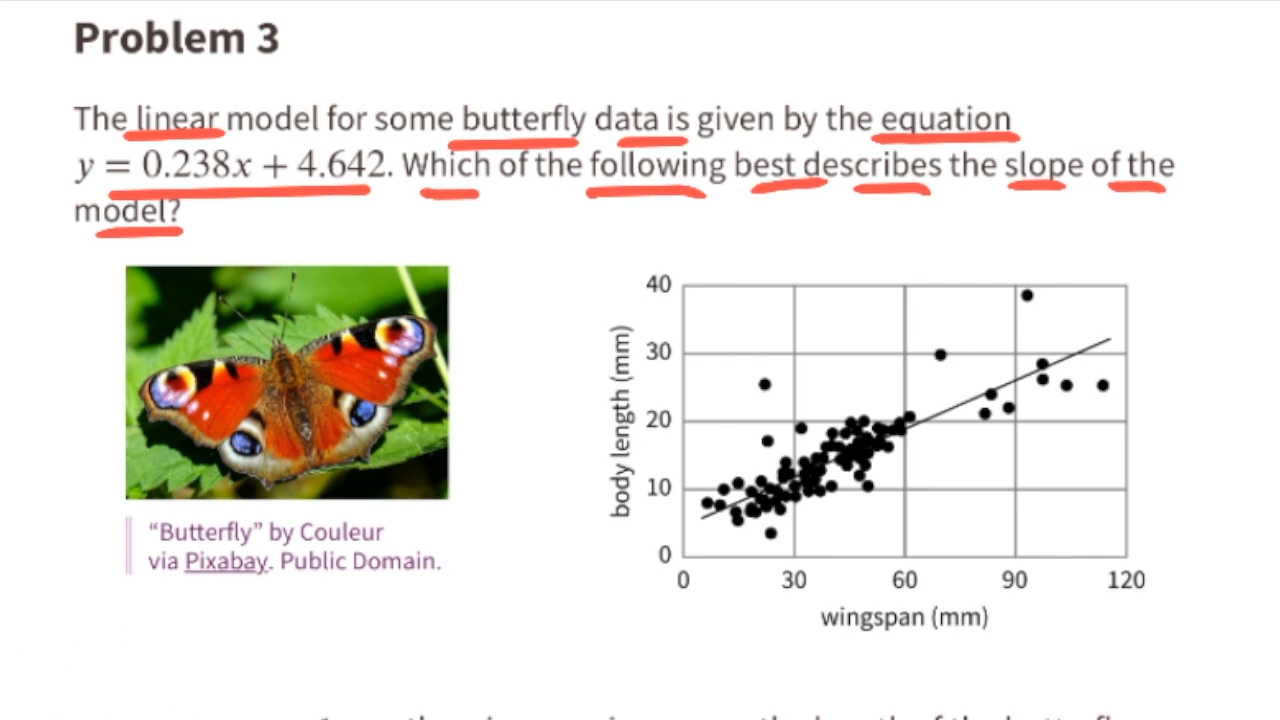 Problem 3
The linear model for some butterfly data is given by the equation
y = 0.238x + 4.642. Which of the following best describes the slope of the
model?
"Butterfly" by Couleur
via Pixabay. Public Domain.
40
30
20
10
0
body length (mm)
0 30 60 90 120
wingspan (mm)